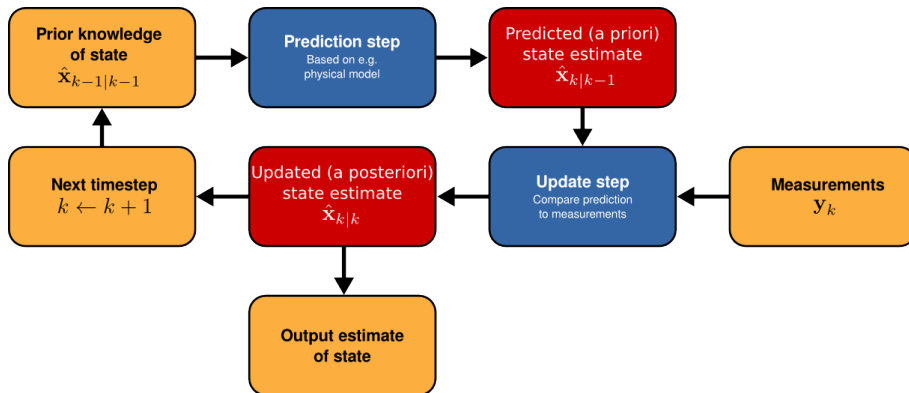 Prior knowledge
of state
x̂ₖ₋₁|ₖ₋₁
Prediction step
Based on e.g.
physical model
Predicted (a priori)
state estimate
x̂ₖ|ₖ₋₁
Next timestep
k ← k + 1
Updated (a posteriori)
state estimate
x̂ₖ|ₖ
Update step
Compare prediction
to measurements
Measurements
yₖ
Output estimate
of state